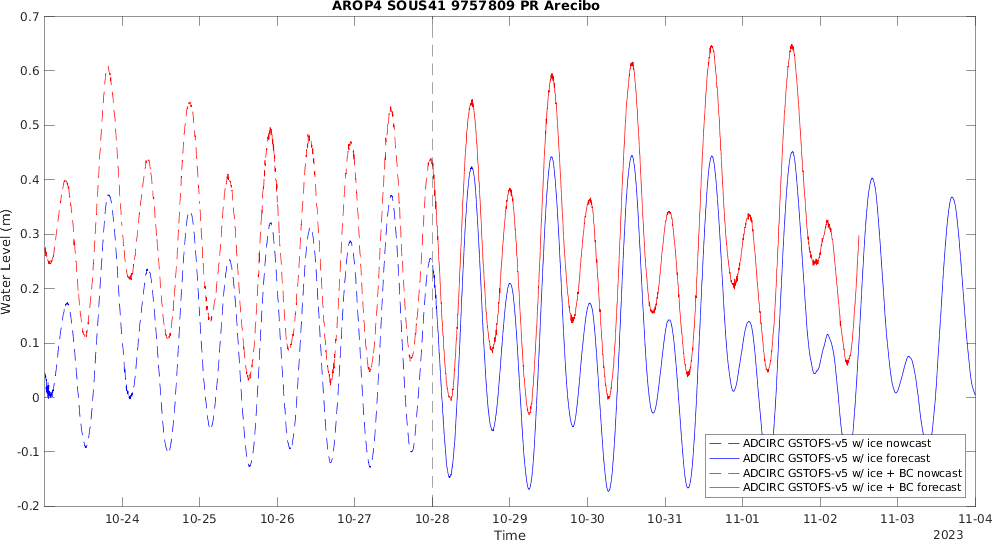 AROP4 SOUS41 9757809 PR Arecibo
0.7
0.6
0.5
0.4
0.3
0.2
0.1
0
-0.1
-0.2
Water Level (m)
ADCIRC GSTOFS-v5 w/ ice nowcast
ADCIRC GSTOFS-v5 w/ ice forecast
ADCIRC GSTOFS-v5 w/ ice + BC nowcast
ADCIRC GSTOFS-v5 w/ ice + BC forecast
10-24 10-25 10-26 10-27 10-28 10-29 10-30 10-31 11-01 11-02 11-03 11-04
Time
2023